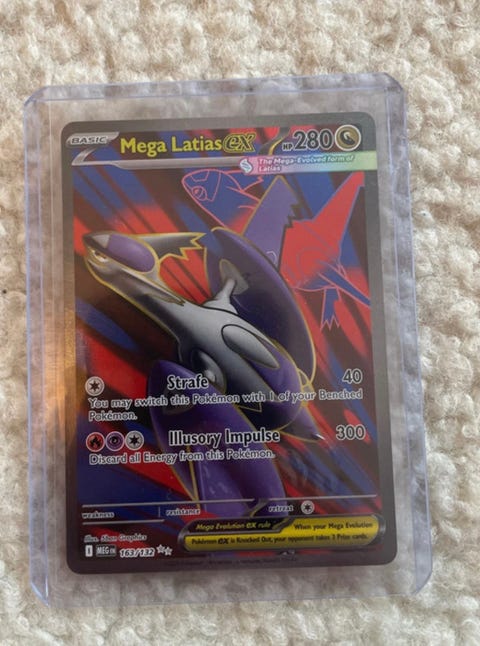 BASIC Mega Latias ex HP 280
The Mega-Evolved form of
Latias
Strafe 40
You may switch this Pokémon with 1 of your Benched
Pokémon.
Illusory Impulse 300
Discard all Energy from this Pokémon.
weakness resistance retreat
Mega Evolution ex rule When your Mega Evolution
Pokémon ex is Knocked Out, your opponent takes 3 Prize cards.
Illus. Shin Graphics
I MEG EN 163/132